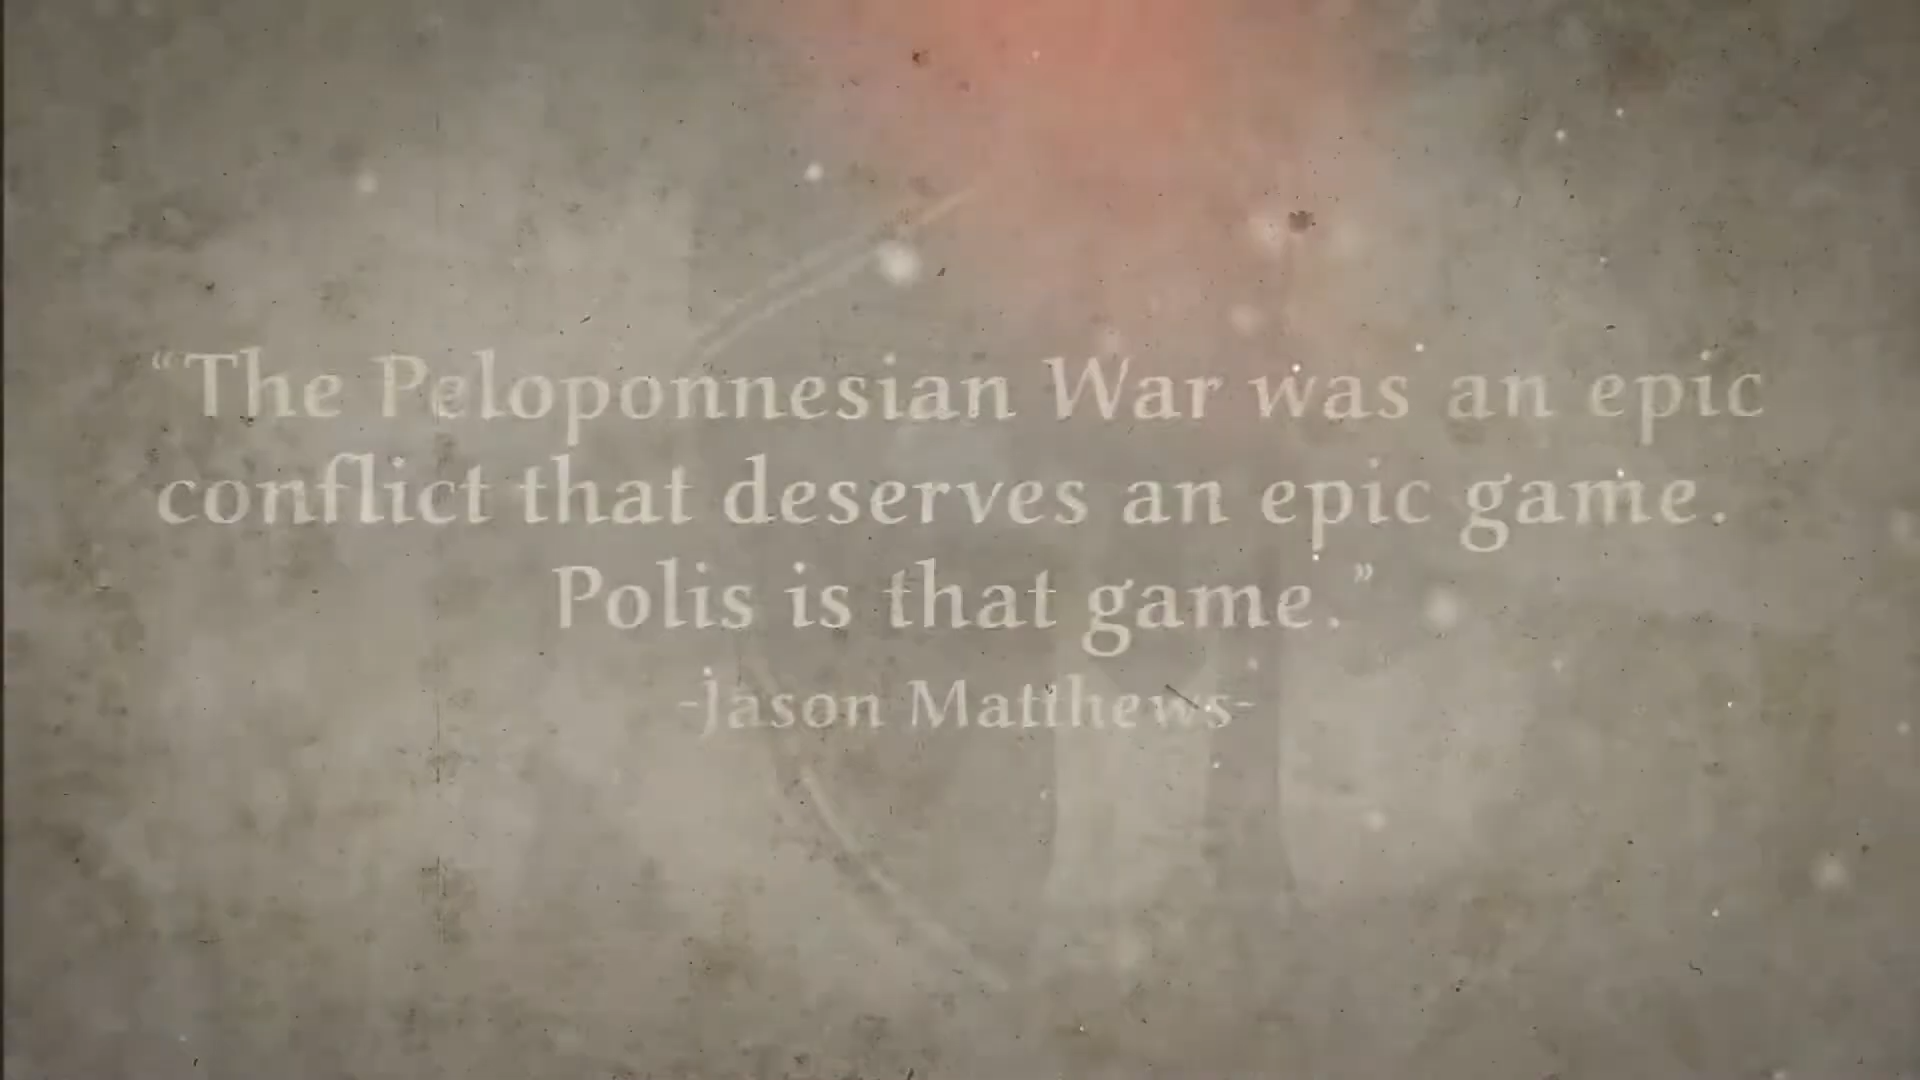 “The Peloponnesian War was an epic
conflict that deserves an epic game.
Polis is that game.”
-Jason Matthews-